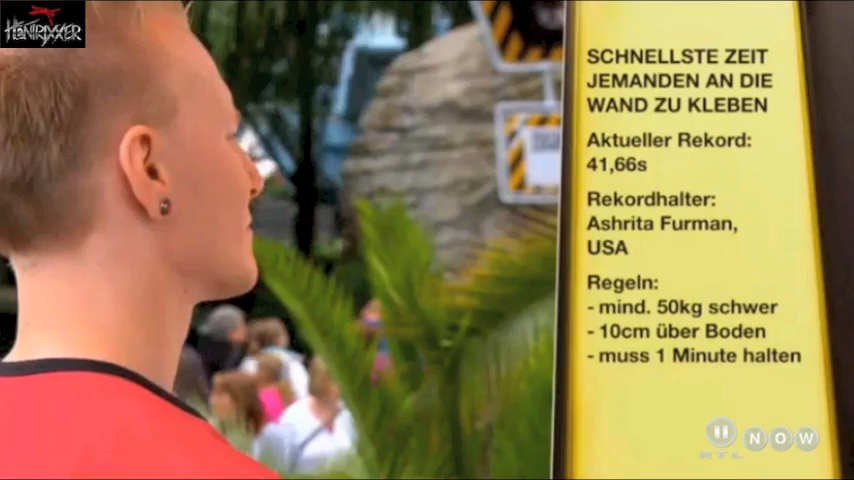 SCHNELLSTE ZEIT
JEMANDEN AN DIE
WAND ZU KLEBEN
Aktueller Rekord:
41,66s
Rekordhalter:
Ashrita Furman,
USA
Regeln:
- mind. 50kg schwer
- 10cm über Boden
- muss 1 Minute halten
RTL II NOW